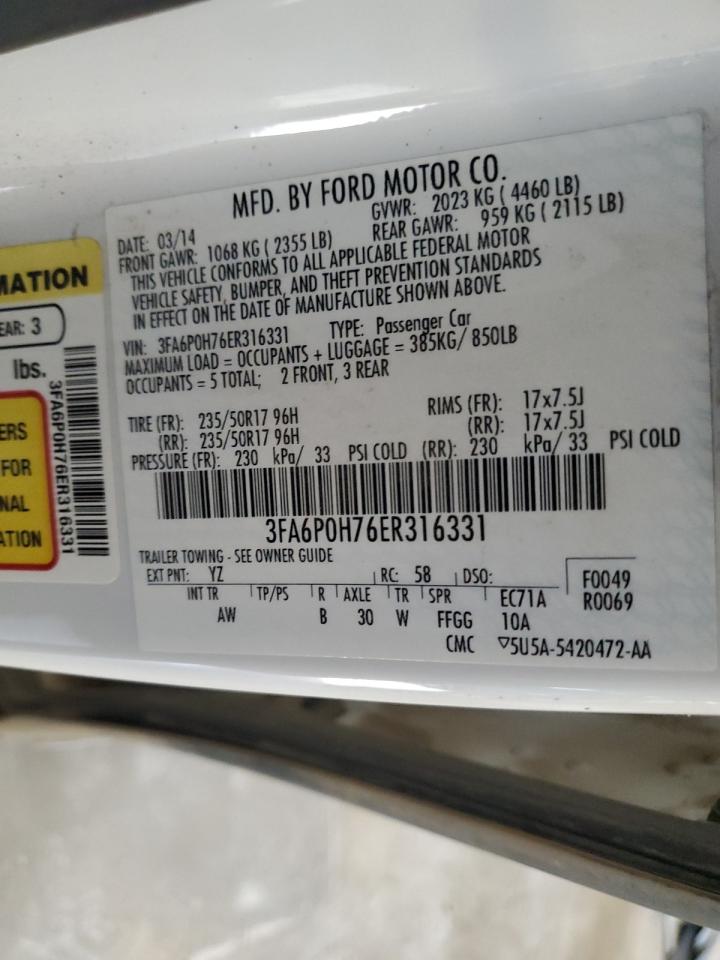 MFD. BY FORD MOTOR CO.
DATE: 03/14 GVWR: 2023 KG ( 4460 LB)
FRONT GAWR: 1068 KG ( 2355 LB) REAR GAWR: 959 KG ( 2115 LB)
THIS VEHICLE CONFORMS TO ALL APPLICABLE FEDERAL MOTOR
VEHICLE SAFETY, BUMPER, AND THEFT PREVENTION STANDARDS
IN EFFECT ON THE DATE OF MANUFACTURE SHOWN ABOVE.
VIN: 3FA6P0H76ER316331 TYPE: Passenger Car
MAXIMUM LOAD = OCCUPANTS + LUGGAGE = 385KG/ 850LB
OCCUPANTS = 5 TOTAL; 2 FRONT, 3 REAR
TIRE (FR): 235/50R17 96H RIMS (FR): 17x7.5J
(RR): 235/50R17 96H (RR): 17x7.5J
PRESSURE (FR): 230 kPa/ 33 PSI COLD (RR): 230 kPa/ 33 PSI COLD
3FA6P0H76ER316331
TRAILER TOWING - SEE OWNER GUIDE
EXT PNT: YZ RC: 58 DSO: F0049
INT TR TP/PS R AXLE TR SPR EC71A R0069
AW B 30 W FFGG 10A
CMC ▽5U5A-5420472-AA
MATION
EAR: 3
lbs.
3FA6P0H76ER316331
ERS
FOR
NAL
ATION